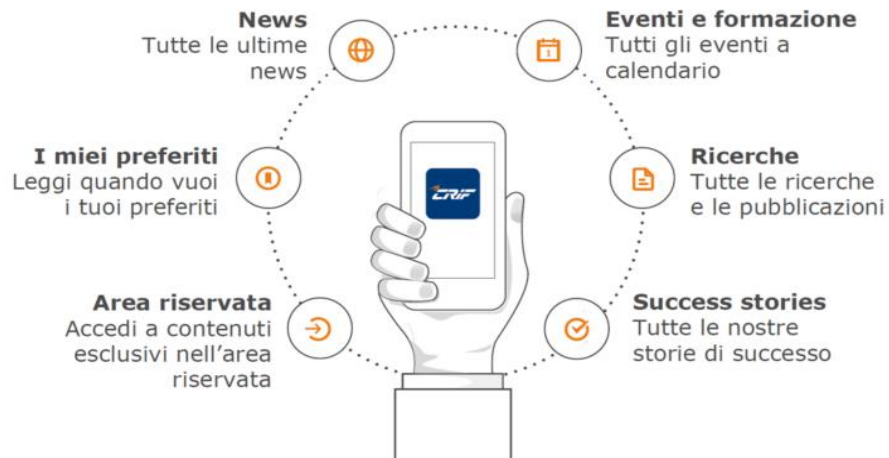 News
Tutte le ultime
news
Eventi e formazione
Tutti gli eventi a
calendario
I miei preferiti
Leggi quando vuoi
i tuoi preferiti
CRIF
Ricerche
Tutte le ricerche
e le pubblicazioni
Area riservata
Accedi a contenuti
esclusivi nell'area
riservata
Success stories
Tutte le nostre
storie di successo
1